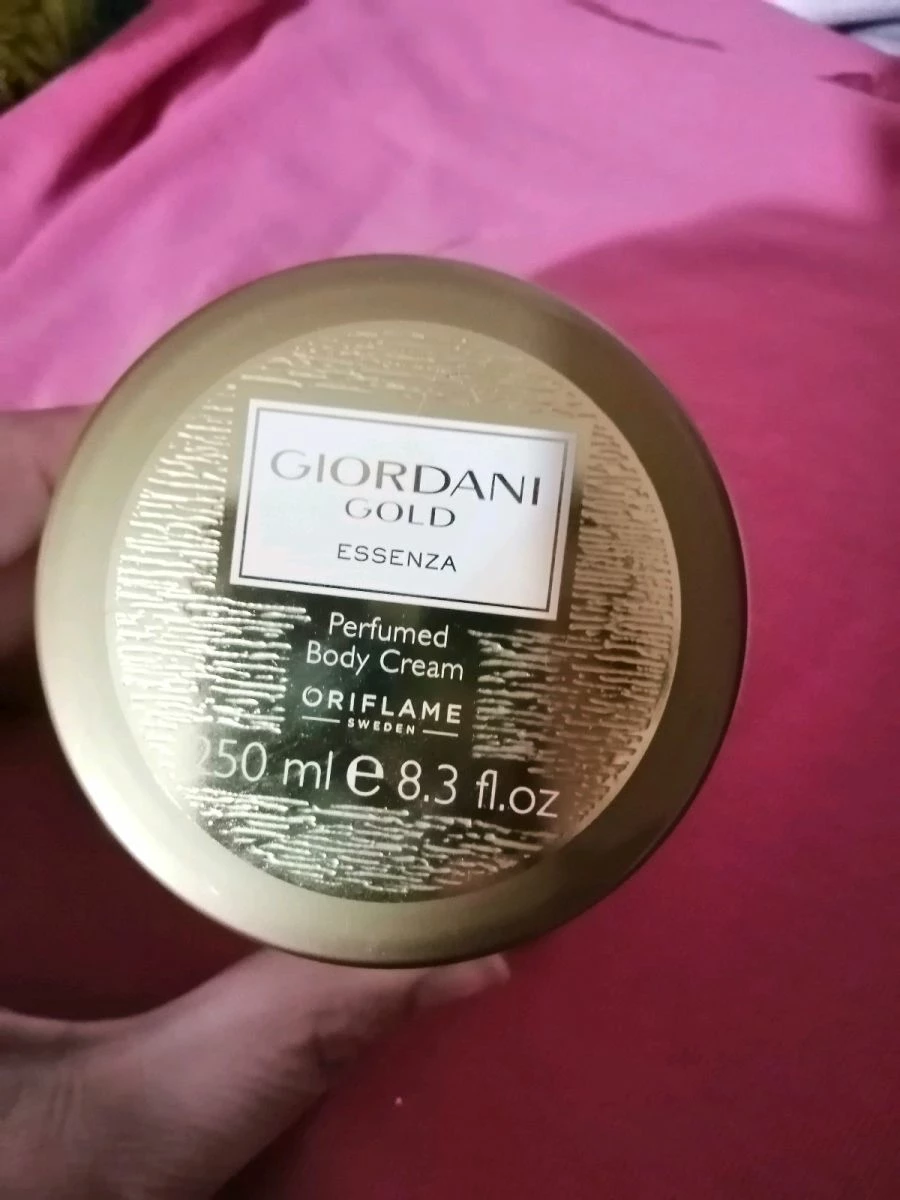 GIORDANI
GOLD
ESSENZA
Perfumed
Body Cream
ORIFLAME
SWEDEN
250 ml e 8.3 fl.oz